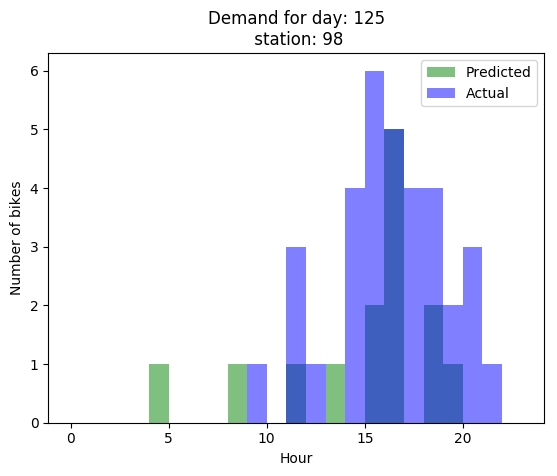 Demand for day: 125
station: 98
Predicted
Actual
Number of bikes
6
5
4
3
2
1
0
0
5
10
15
20
Hour